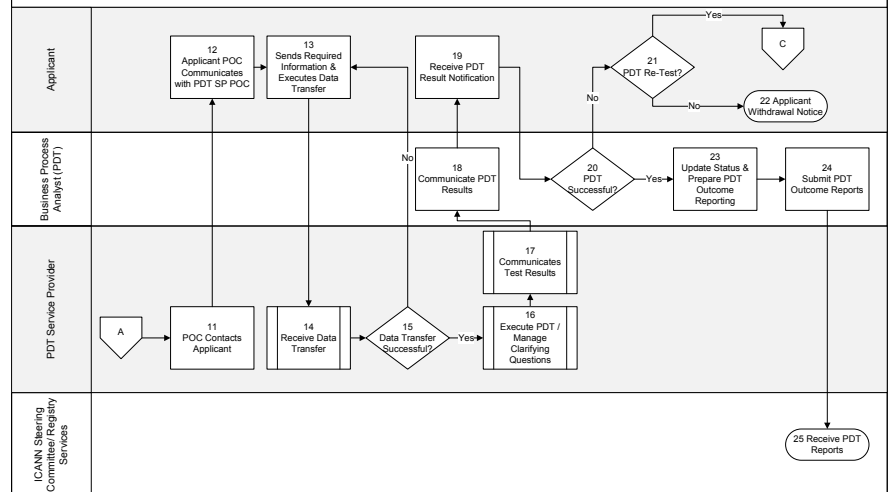 Applicant
12
Applicant POC
Communicates
with PDT SP POC
13
Sends Required
Information &
Executes Data
Transfer
19
Receive PDT
Result Notification
21
PDT Re-Test?
Yes
C
No
22 Applicant
Withdrawal Notice
No
Business Process
Analyst (PDT)
No
18
Communicate PDT
Results
20
PDT
Successful?
Yes
23
Update Status &
Prepare PDT
Outcome
Reporting
24
Submit PDT
Outcome Reports
PDT Service Provider
A
11
POC Contacts
Applicant
14
Receive Data
Transfer
15
Data Transfer
Successful?
Yes
17
Communicates
Test Results
16
Execute PDT /
Manage
Clarifying
Questions
ICANN Steering
Committee/ Registry
Services
25 Receive PDT
Reports